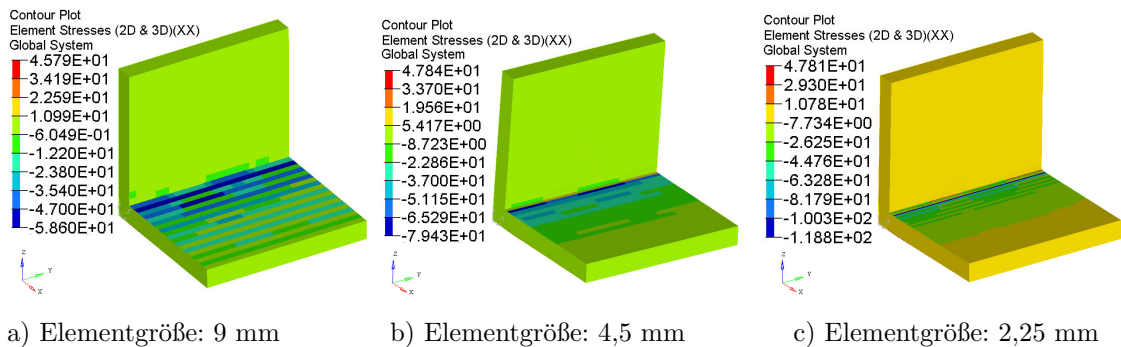 Contour Plot
Element Stresses (2D & 3D)(XX)
Global System
4.579E+01
3.419E+01
2.259E+01
1.099E+01
-6.049E-01
-1.220E+01
-2.380E+01
-3.540E+01
-4.700E+01
-5.860E+01
Z
Y
X
a) Elementgröße: 9 mm
Contour Plot
Element Stresses (2D & 3D)(XX)
Global System
4.784E+01
3.370E+01
1.956E+01
5.417E+00
-8.723E+00
-2.286E+01
-3.700E+01
-5.115E+01
-6.529E+01
-7.943E+01
Z
Y
X
b) Elementgröße: 4,5 mm
Contour Plot
Element Stresses (2D & 3D)(XX)
Global System
4.781E+01
2.930E+01
1.078E+01
-7.734E+00
-2.625E+01
-4.476E+01
-6.328E+01
-8.179E+01
-1.003E+02
-1.188E+02
Z
Y
X
c) Elementgröße: 2,25 mm